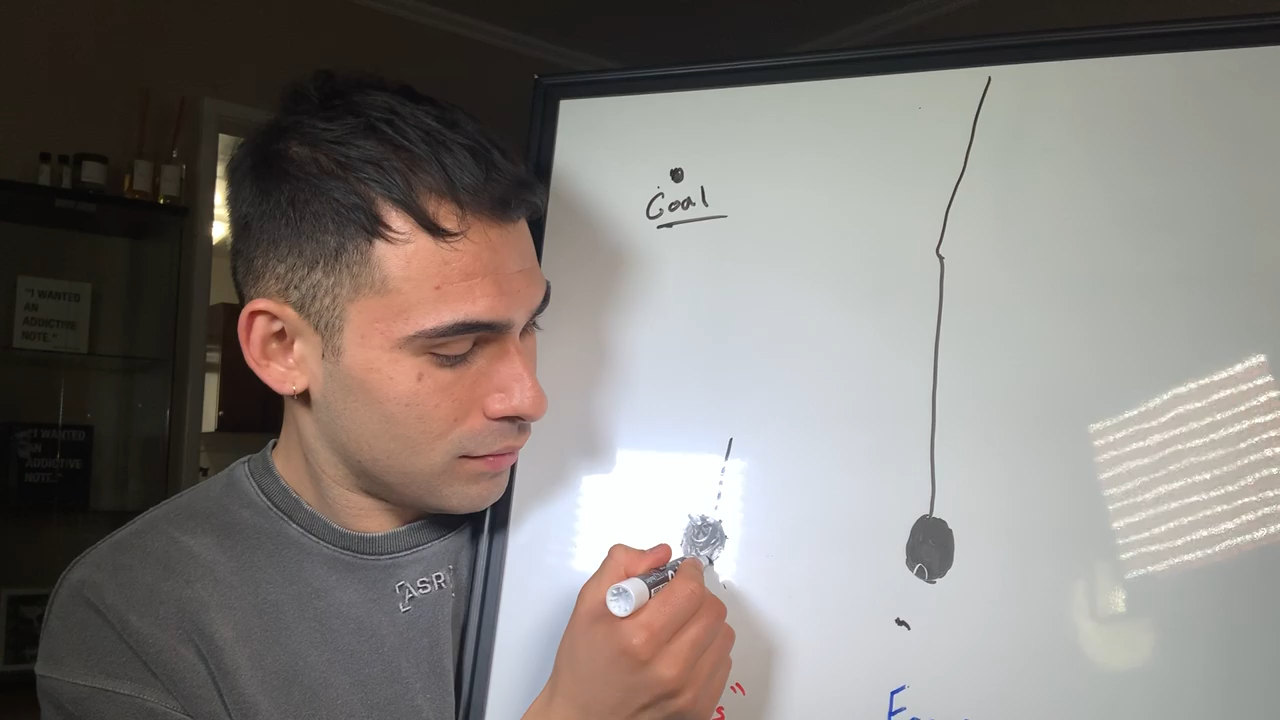 "I WANTED
AN
ADDICTIVE
NOTE."
"I WANTED
AN
ADDICTIVE
NOTE."
Goal
ASR